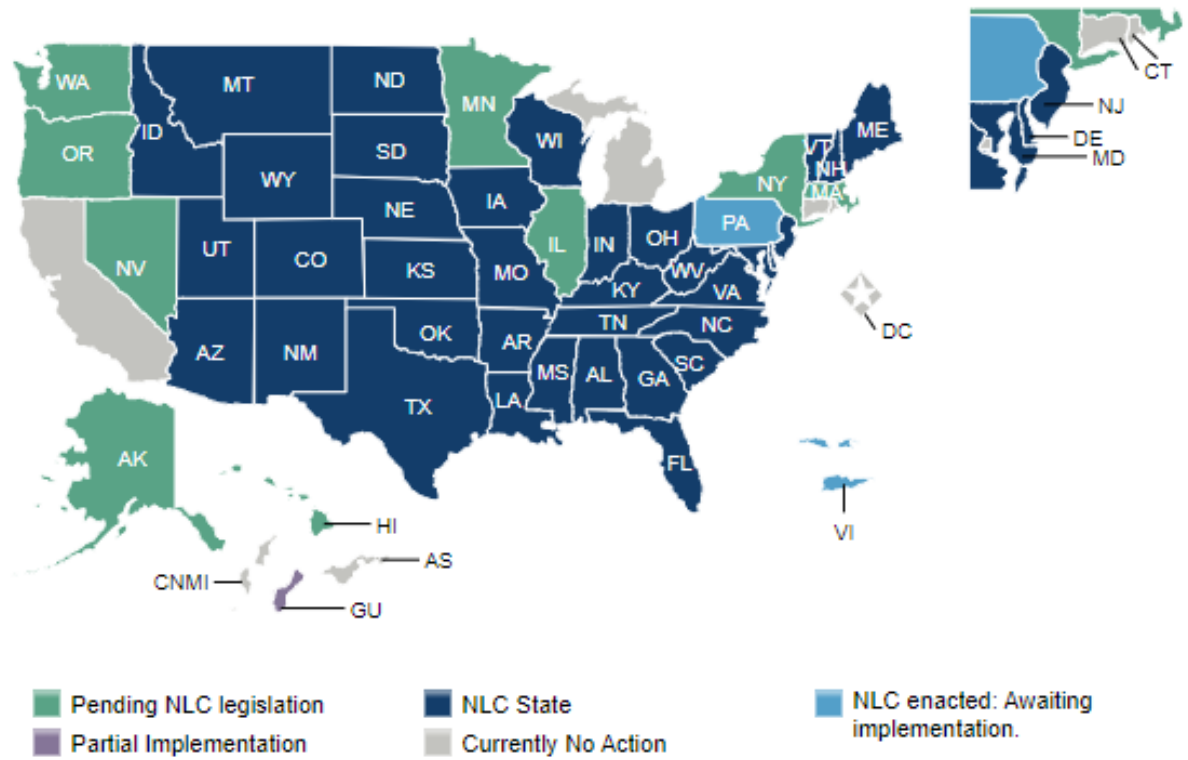 WA
MT
ND
MN
OR
ID
SD
WI
WY
VT
NH
ME
NY
MA
NV
UT
CO
NE
IA
IL
IN
OH
PA
KS
MO
WV
KY
VA
AZ
NM
OK
AR
TN
NC
SC
TX
LA
MS
AL
GA
FL
CT
NJ
DE
MD
DC
AK
HI
AS
CNMI
GU
VI
Pending NLC legislation
NLC State
NLC enacted: Awaiting
implementation.
Partial Implementation
Currently No Action